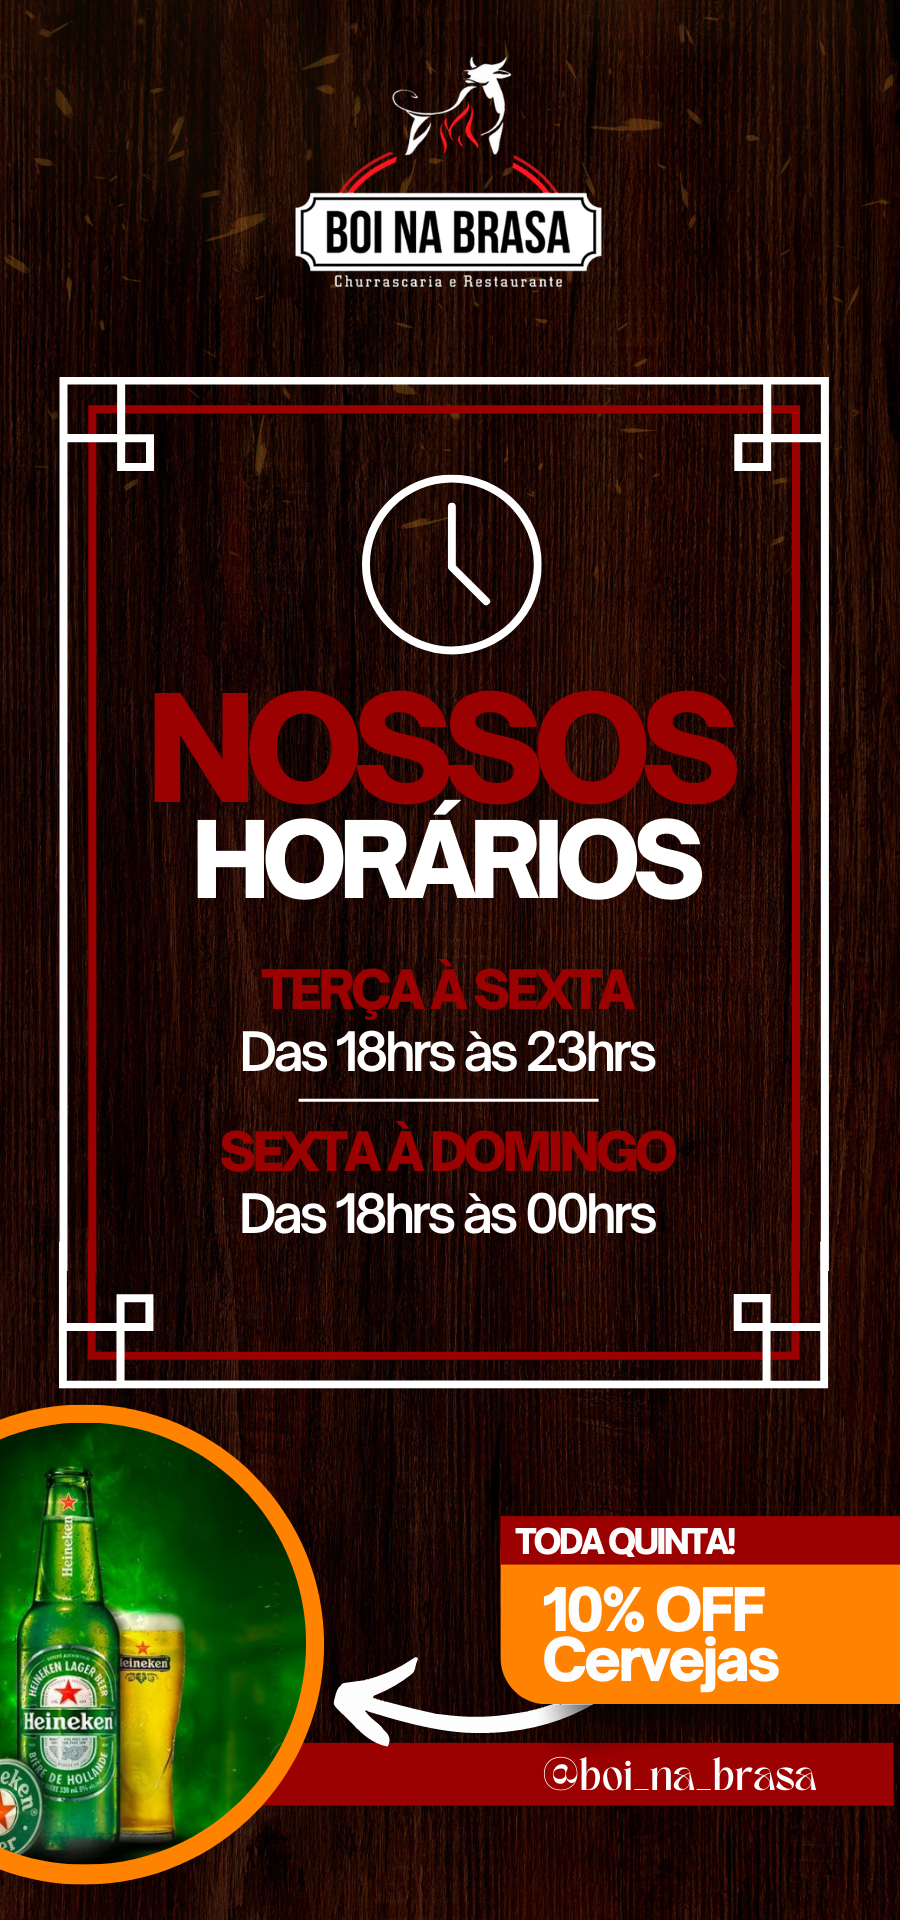 BOI NA BRASA
Churrascaria e Restaurante
NOSSOS
HORÁRIOS
TERÇA À SEXTA
Das 18hrs às 23hrs
SEXTA À DOMINGO
Das 18hrs às 00hrs
TODA QUINTA!
10% OFF
Cervejas
@boi_na_brasa
Heineken
Heineken
HEINEKEN LAGER BEER
Heineken
BIÈRE DE HOLLANDE